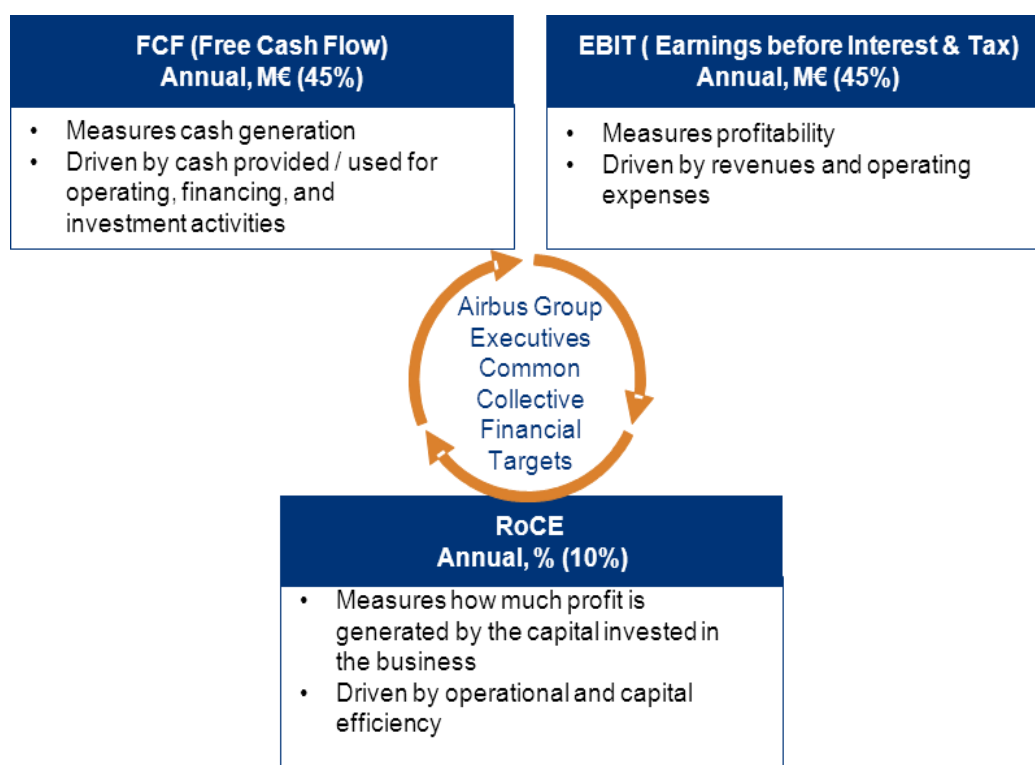 FCF (Free Cash Flow)
Annual, M€ (45%)
• Measures cash generation
• Driven by cash provided / used for
operating, financing, and
investment activities
EBIT ( Earnings before Interest & Tax)
Annual, M€ (45%)
• Measures profitability
• Driven by revenues and operating
expenses
Airbus Group
Executives
Common
Collective
Financial
Targets
RoCE
Annual, % (10%)
• Measures how much profit is
generated by the capital invested in
the business
• Driven by operational and capital
efficiency